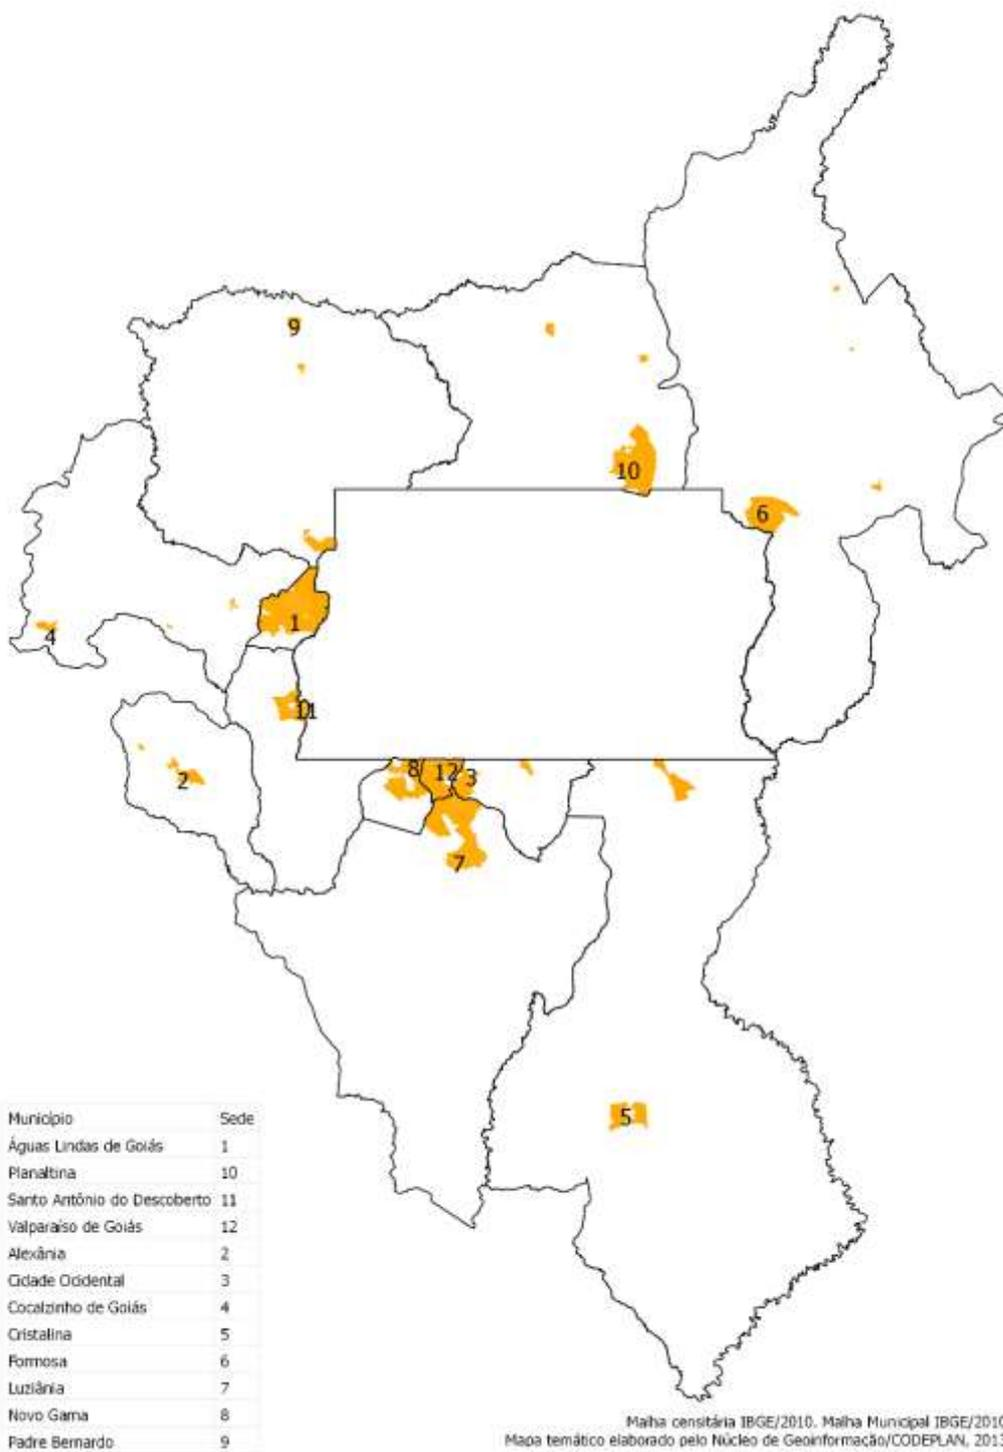 9
10
6
1
4
11
2
8
12
3
7
5
Município Sede
Águas Lindas de Goiás 1
Planaltina 10
Santo Antônio do Descoberto 11
Valparaíso de Goiás 12
Alexânia 2
Cidade Ocidental 3
Cocalzinho de Goiás 4
Cristalina 5
Formosa 6
Luziânia 7
Novo Gama 8
Padre Bernardo 9
Malha censitária IBGE/2010. Malha Municipal IBGE/2010
Mapa temático elaborado pelo Núcleo de Geoinformação/CODEPLAN, 2013